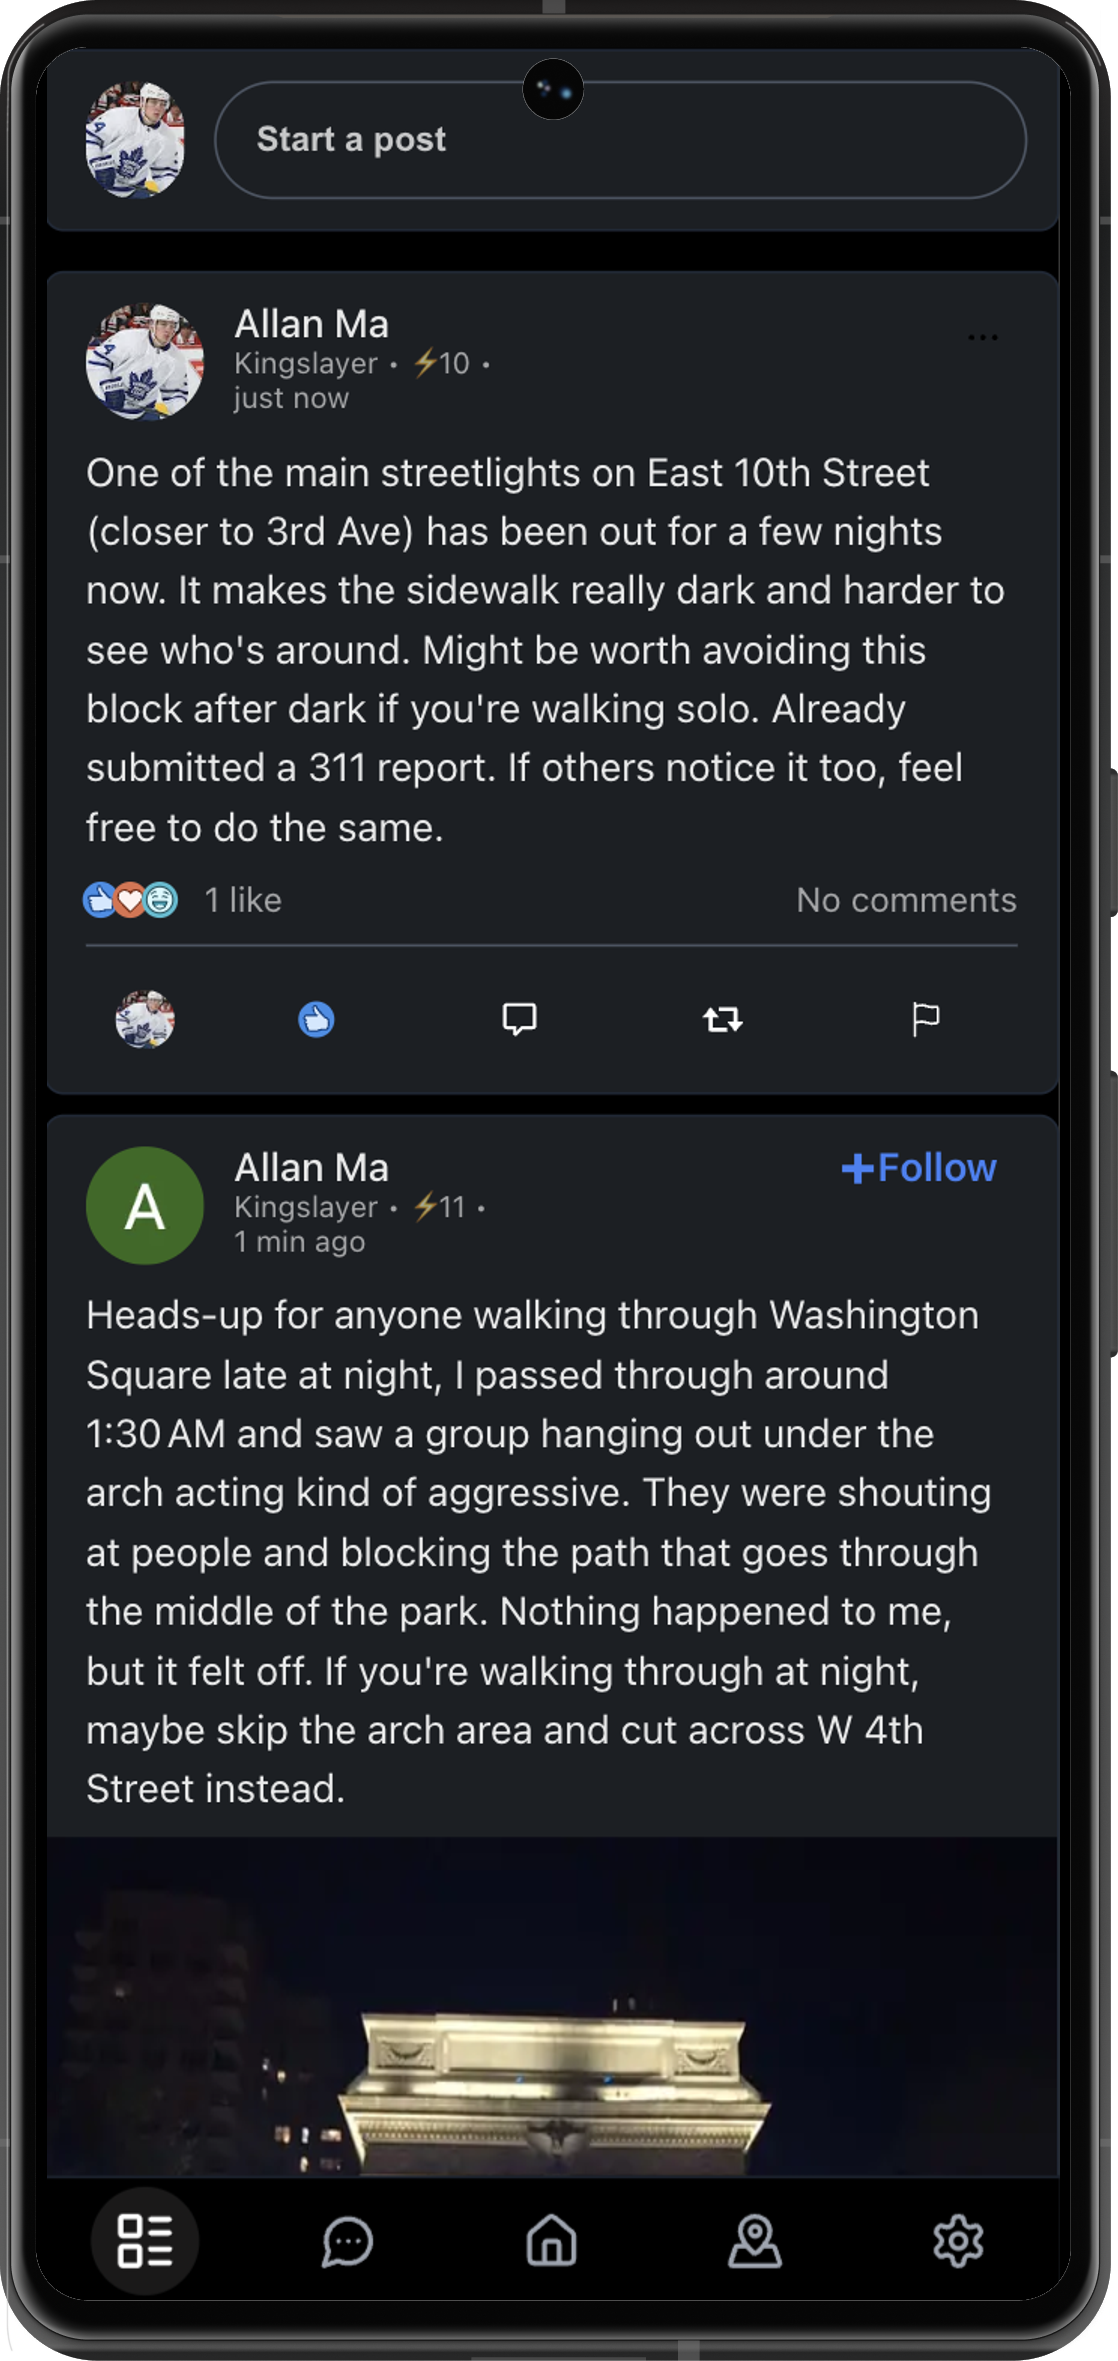 Start a post
Allan Ma
Kingslayer • ⚡10 •
just now
One of the main streetlights on East 10th Street
(closer to 3rd Ave) has been out for a few nights
now. It makes the sidewalk really dark and harder to
see who's around. Might be worth avoiding this
block after dark if you're walking solo. Already
submitted a 311 report. If others notice it too, feel
free to do the same.
1 like
No comments
A
Allan Ma
+Follow
Kingslayer • ⚡11 •
1 min ago
Heads-up for anyone walking through Washington
Square late at night, I passed through around
1:30 AM and saw a group hanging out under the
arch acting kind of aggressive. They were shouting
at people and blocking the path that goes through
the middle of the park. Nothing happened to me,
but it felt off. If you're walking through at night,
maybe skip the arch area and cut across W 4th
Street instead.